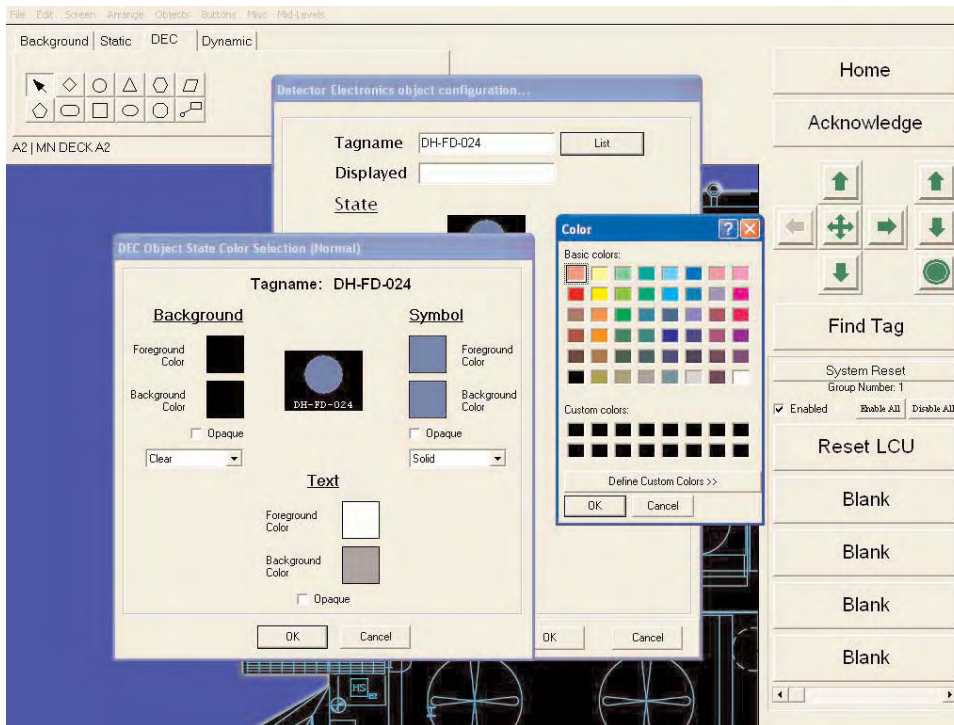 File Edit Screen Arrange Objects Buttons Misc Mid-Levels
Background Static DEC Dynamic
A2 | MN DECK A2
Detector Electronics object configuration...
Tagname DH-FD-024 List
Displayed
State
OK Cancel
DEC Object State Color Selection (Normal)
Tagname: DH-FD-024
Background
Foreground
Color
Background
Color
Opaque
Clear
DH-FD-024
Symbol
Foreground
Color
Background
Color
Opaque
Solid
Text
Foreground
Color
Background
Color
Opaque
OK Cancel
Color
Basic colors:
Custom colors:
Define Custom Colors >>
OK Cancel
Home
Acknowledge
Find Tag
System Reset
Group Number: 1
Enabled Enable All Disable All
Reset LCU
Blank
Blank
Blank
Blank
HS